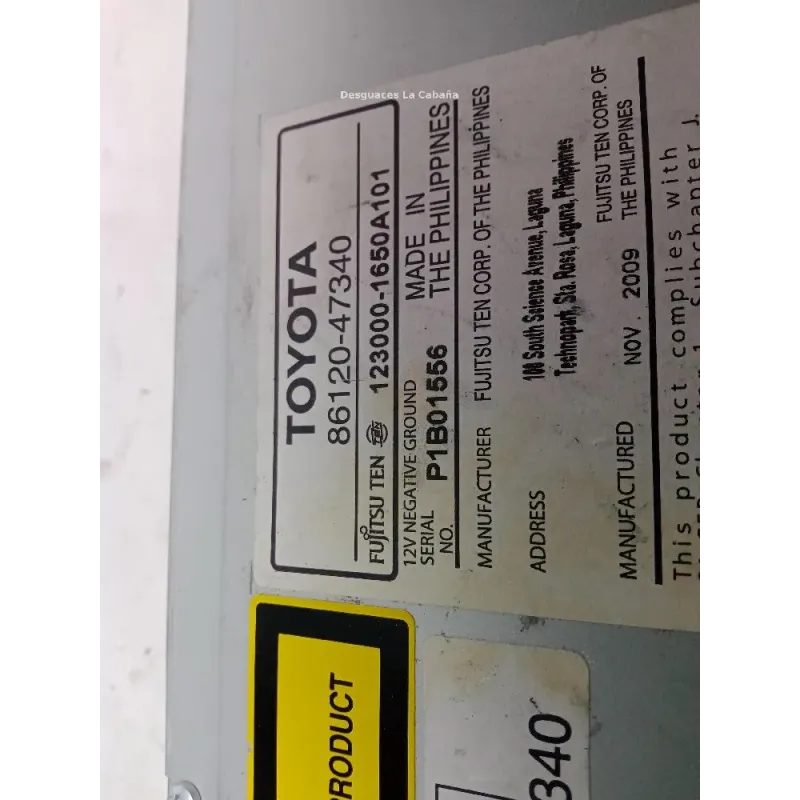 Desguaces La Cabaña
TOYOTA
86120-47340
FUJITSU TEN 123000-1650A101
12V NEGATIVE GROUND MADE IN
SERIAL NO. P1B01556 THE PHILIPPINES
MANUFACTURER FUJITSU TEN CORP. OF THE PHILIPPINES
ADDRESS 100 South Science Avenue, Laguna
Technopark, Sta. Rosa, Laguna, Philippines
FUJITSU TEN CORP. OF
MANUFACTURED NOV. 2009 THE PHILIPPINES
This product complies with
Subchapter J.
PRODUCT
340